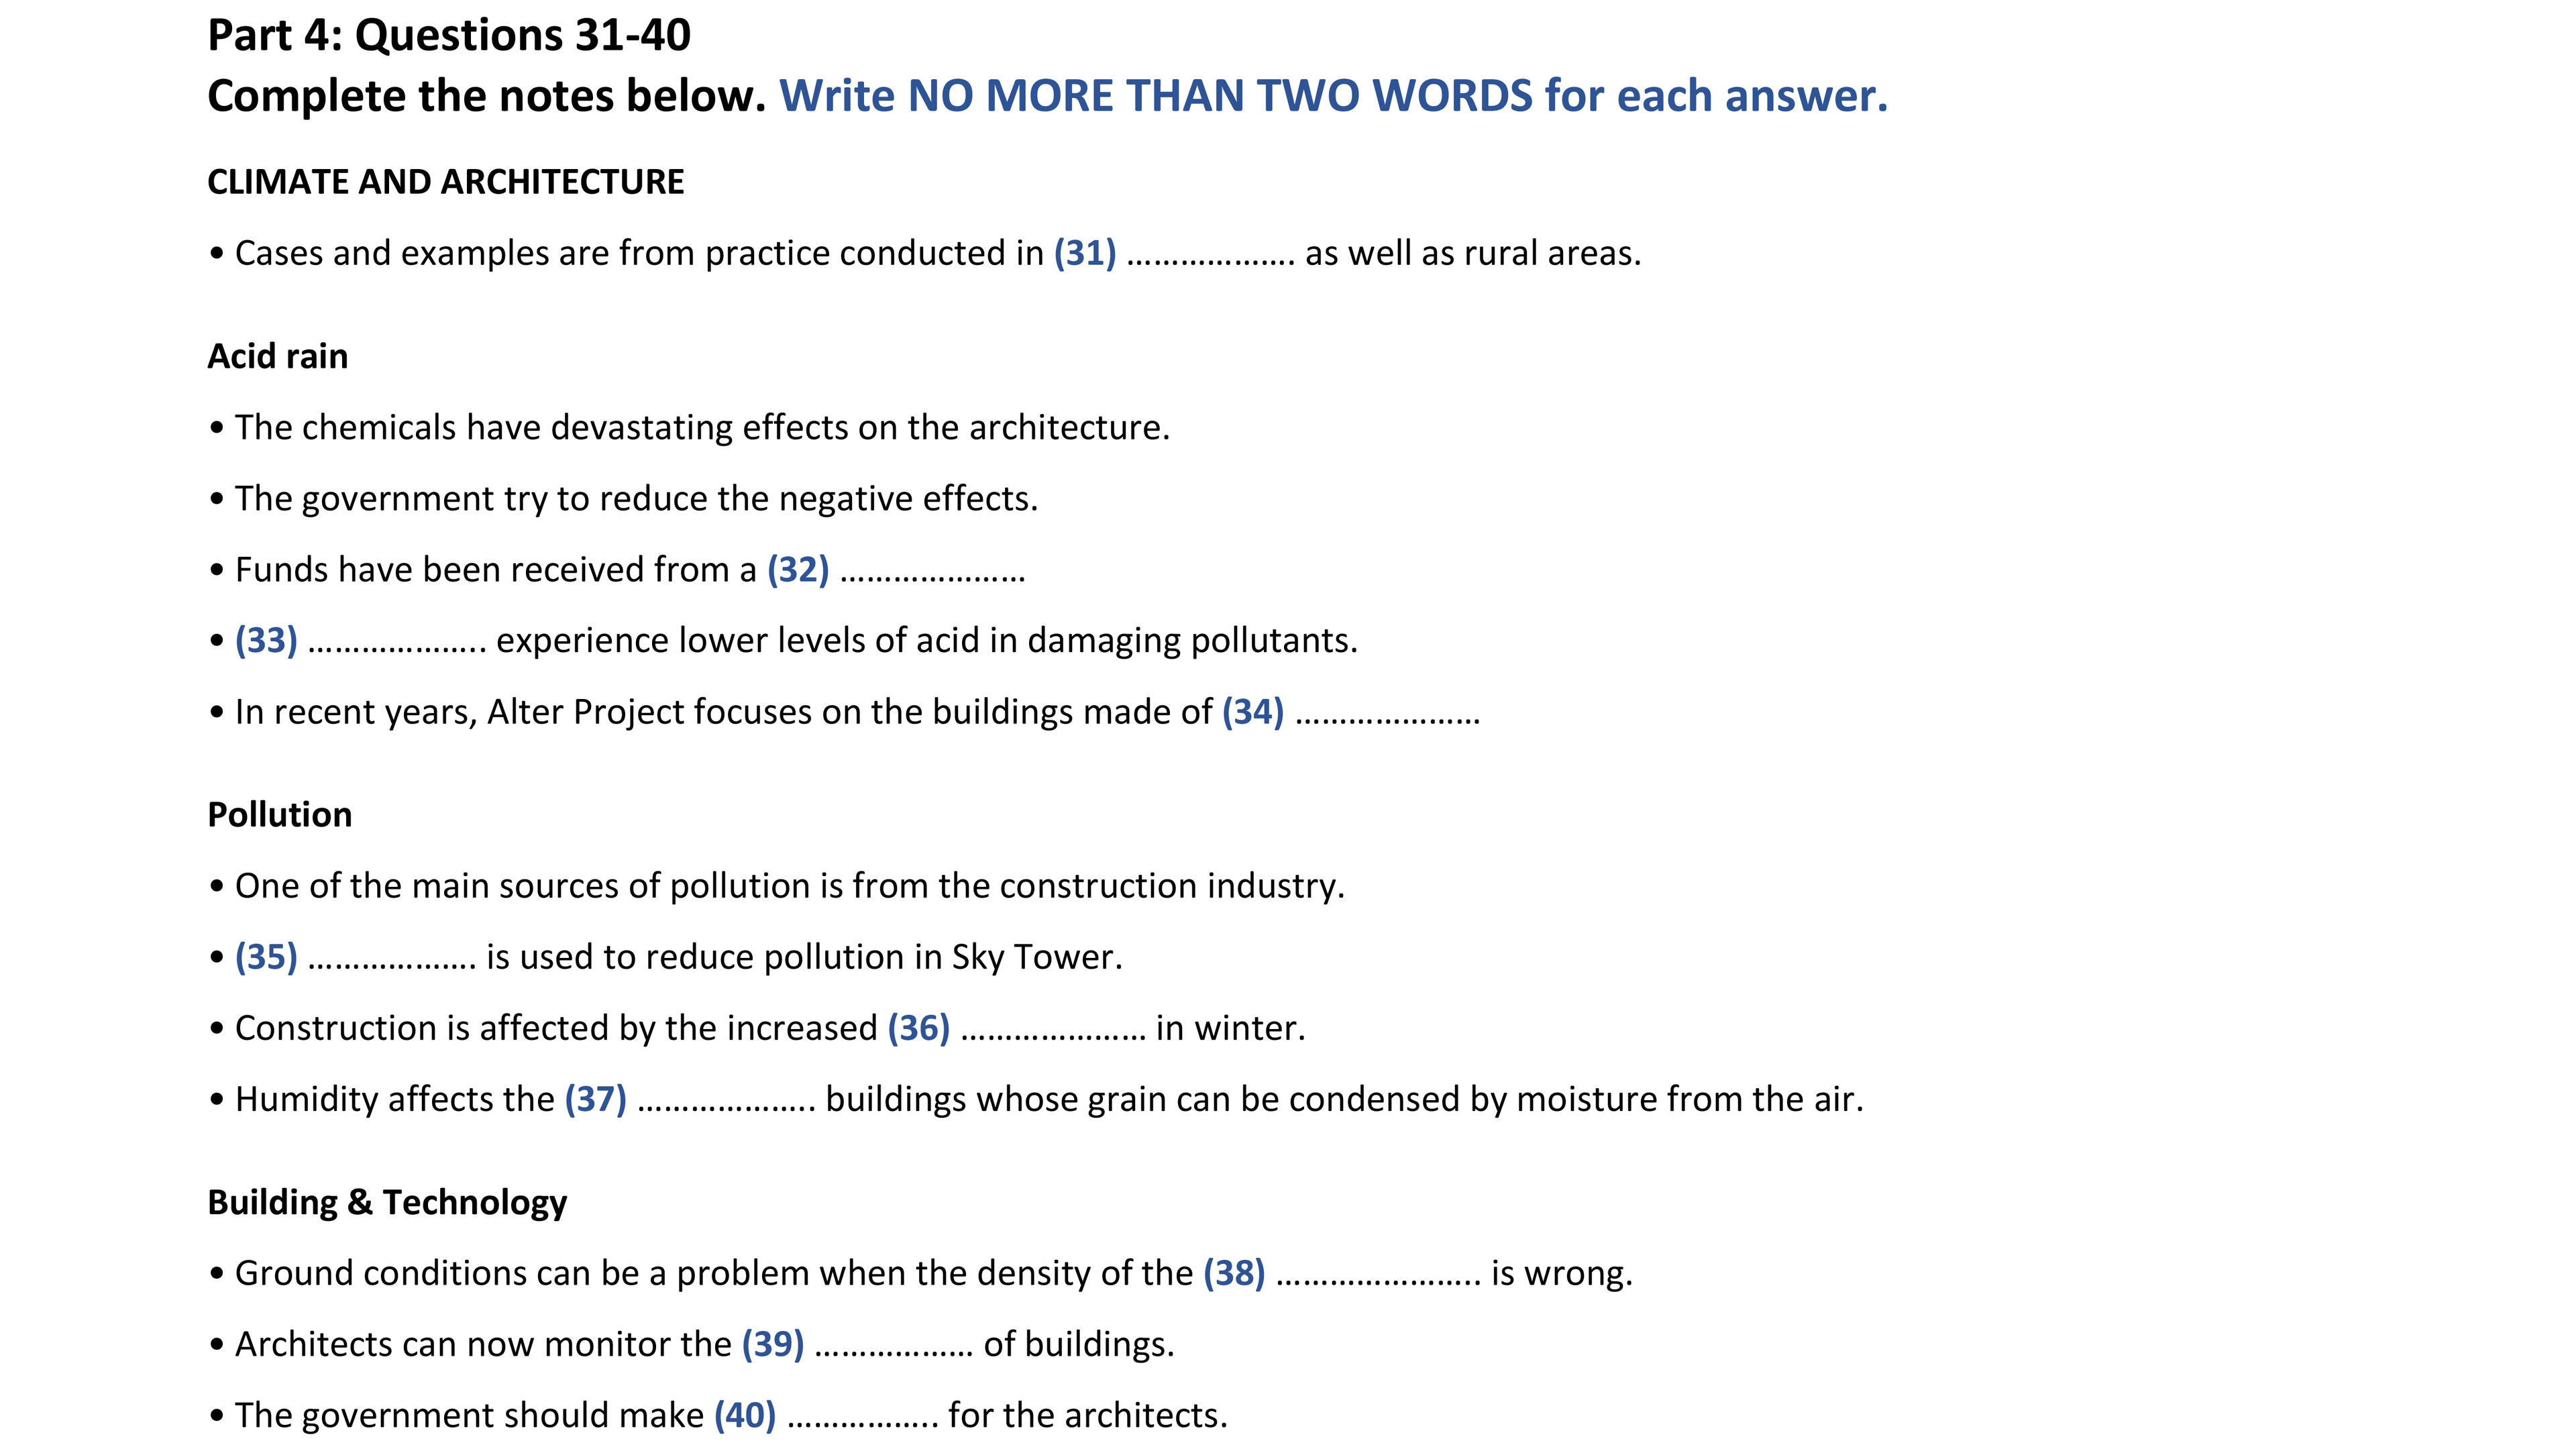 Part 4: Questions 31-40
Complete the notes below. Write NO MORE THAN TWO WORDS for each answer.
CLIMATE AND ARCHITECTURE
• Cases and examples are from practice conducted in (31) ………………. as well as rural areas.
Acid rain
• The chemicals have devastating effects on the architecture.
• The government try to reduce the negative effects.
• Funds have been received from a (32) …………………
• (33) ……………….. experience lower levels of acid in damaging pollutants.
• In recent years, Alter Project focuses on the buildings made of (34) …………………
Pollution
• One of the main sources of pollution is from the construction industry.
• (35) ………………. is used to reduce pollution in Sky Tower.
• Construction is affected by the increased (36) ………………… in winter.
• Humidity affects the (37) ……………….. buildings whose grain can be condensed by moisture from the air.
Building & Technology
• Ground conditions can be a problem when the density of the (38) ………………….. is wrong.
• Architects can now monitor the (39) ……………… of buildings.
• The government should make (40) …………….. for the architects.